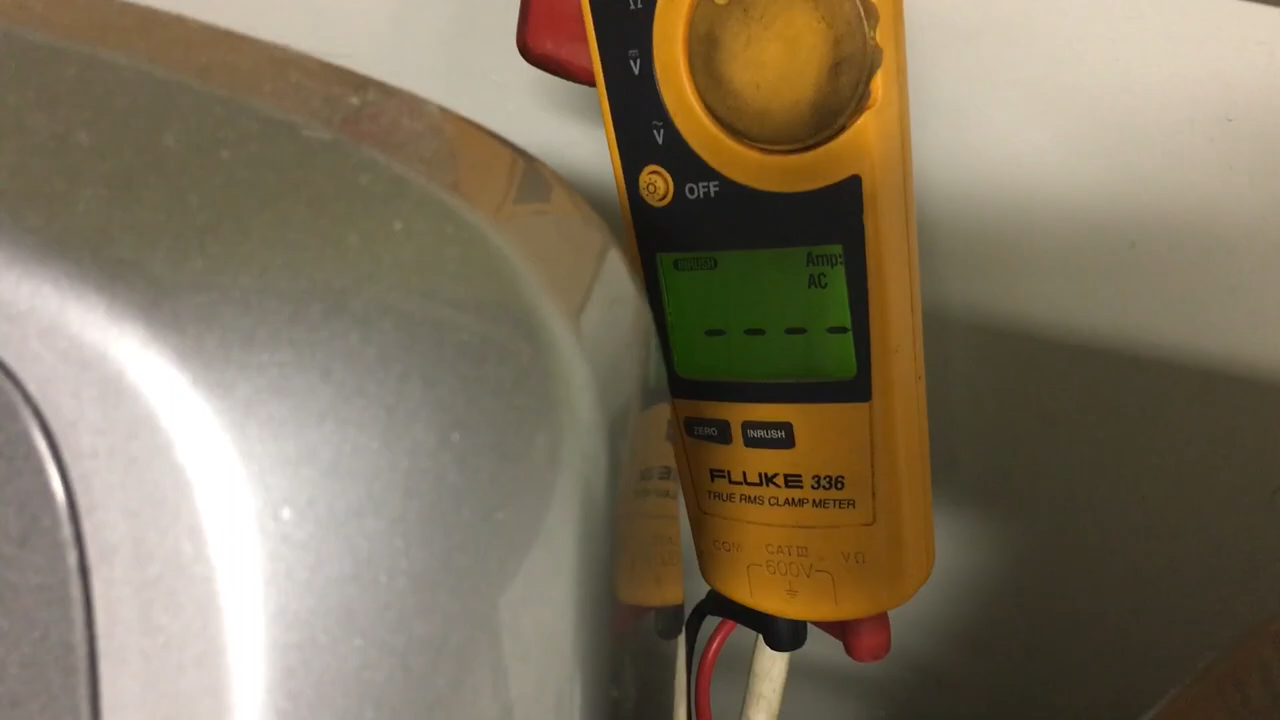 Ω
V
V
OFF
INRUSH
Amps
AC
- - - -
ZERO
INRUSH
FLUKE 336
TRUE RMS CLAMP METER
COM CAT III VΩ
600V